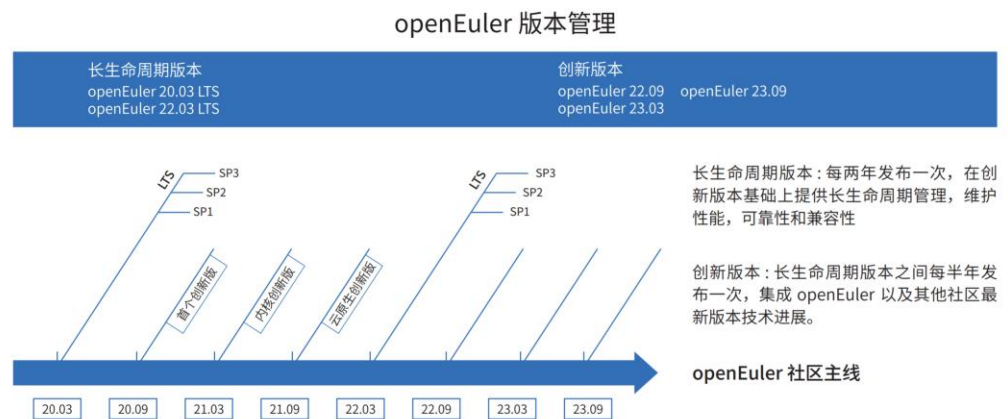 openEuler 版本管理
长生命周期版本
openEuler 20.03 LTS
openEuler 22.03 LTS
创新版本
openEuler 22.09 openEuler 23.09
openEuler 23.03
LTS
SP3
SP2
SP1
首个创新版
内核创新版
云原生创新版
LTS
SP3
SP2
SP1
长生命周期版本 : 每两年发布一次，在创
新版本基础上提供长生命周期管理，维护
性能，可靠性和兼容性
创新版本 : 长生命周期版本之间每半年发
布一次，集成 openEuler 以及其他社区最
新版本技术进展。
openEuler 社区主线
20.03 20.09 21.03 21.09 22.03 22.09 23.03 23.09